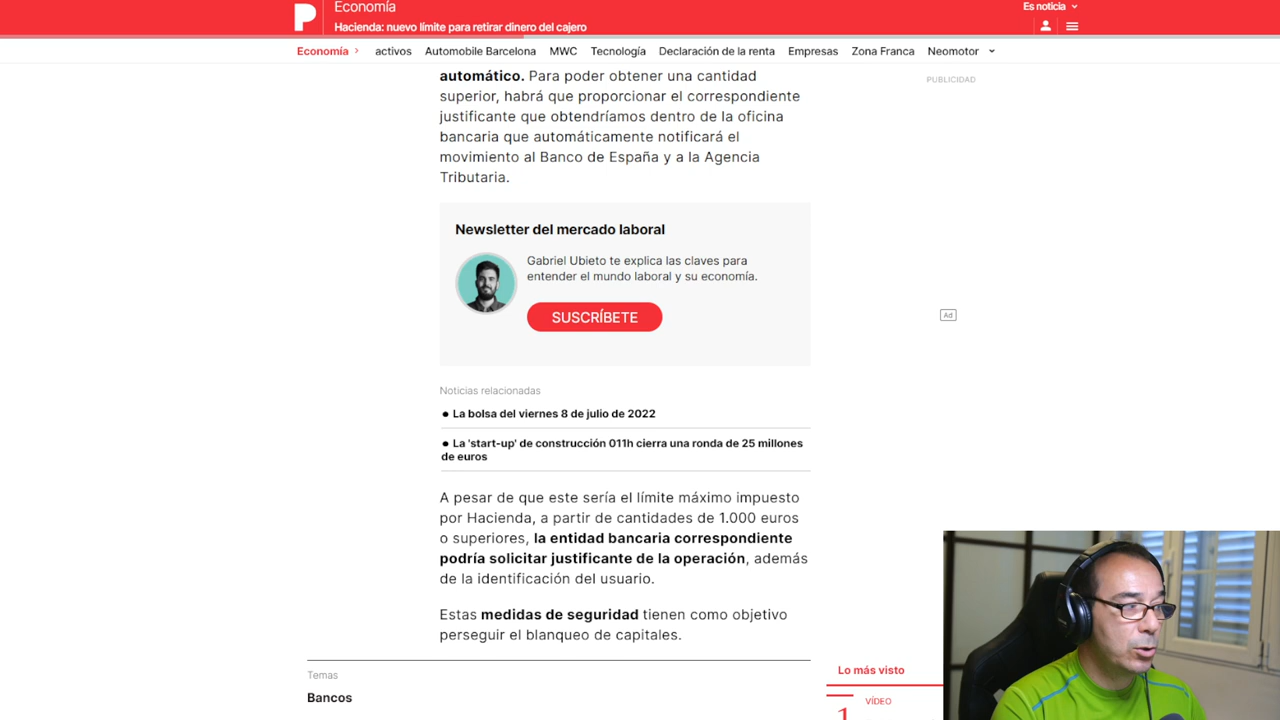 P
Economía
Hacienda: nuevo límite para retirar dinero del cajero
Es noticia
Economía
activos
Automobile Barcelona
MWC
Tecnología
Declaración de la renta
Empresas
Zona Franca
Neomotor
automático. Para poder obtener una cantidad
superior, habrá que proporcionar el correspondiente
justificante que obtendríamos dentro de la oficina
bancaria que automáticamente notificará el
movimiento al Banco de España y a la Agencia
Tributaria.
PUBLICIDAD
Newsletter del mercado laboral
Gabriel Ubieto te explica las claves para
entender el mundo laboral y su economía.
SUSCRÍBETE
Ad
Noticias relacionadas
● La bolsa del viernes 8 de julio de 2022
● La 'start-up' de construcción 011h cierra una ronda de 25 millones
de euros
A pesar de que este sería el límite máximo impuesto
por Hacienda, a partir de cantidades de 1.000 euros
o superiores, la entidad bancaria correspondiente
podría solicitar justificante de la operación, además
de la identificación del usuario.
Estas medidas de seguridad tienen como objetivo
perseguir el blanqueo de capitales.
Temas
Bancos
Lo más visto
1
VÍDEO